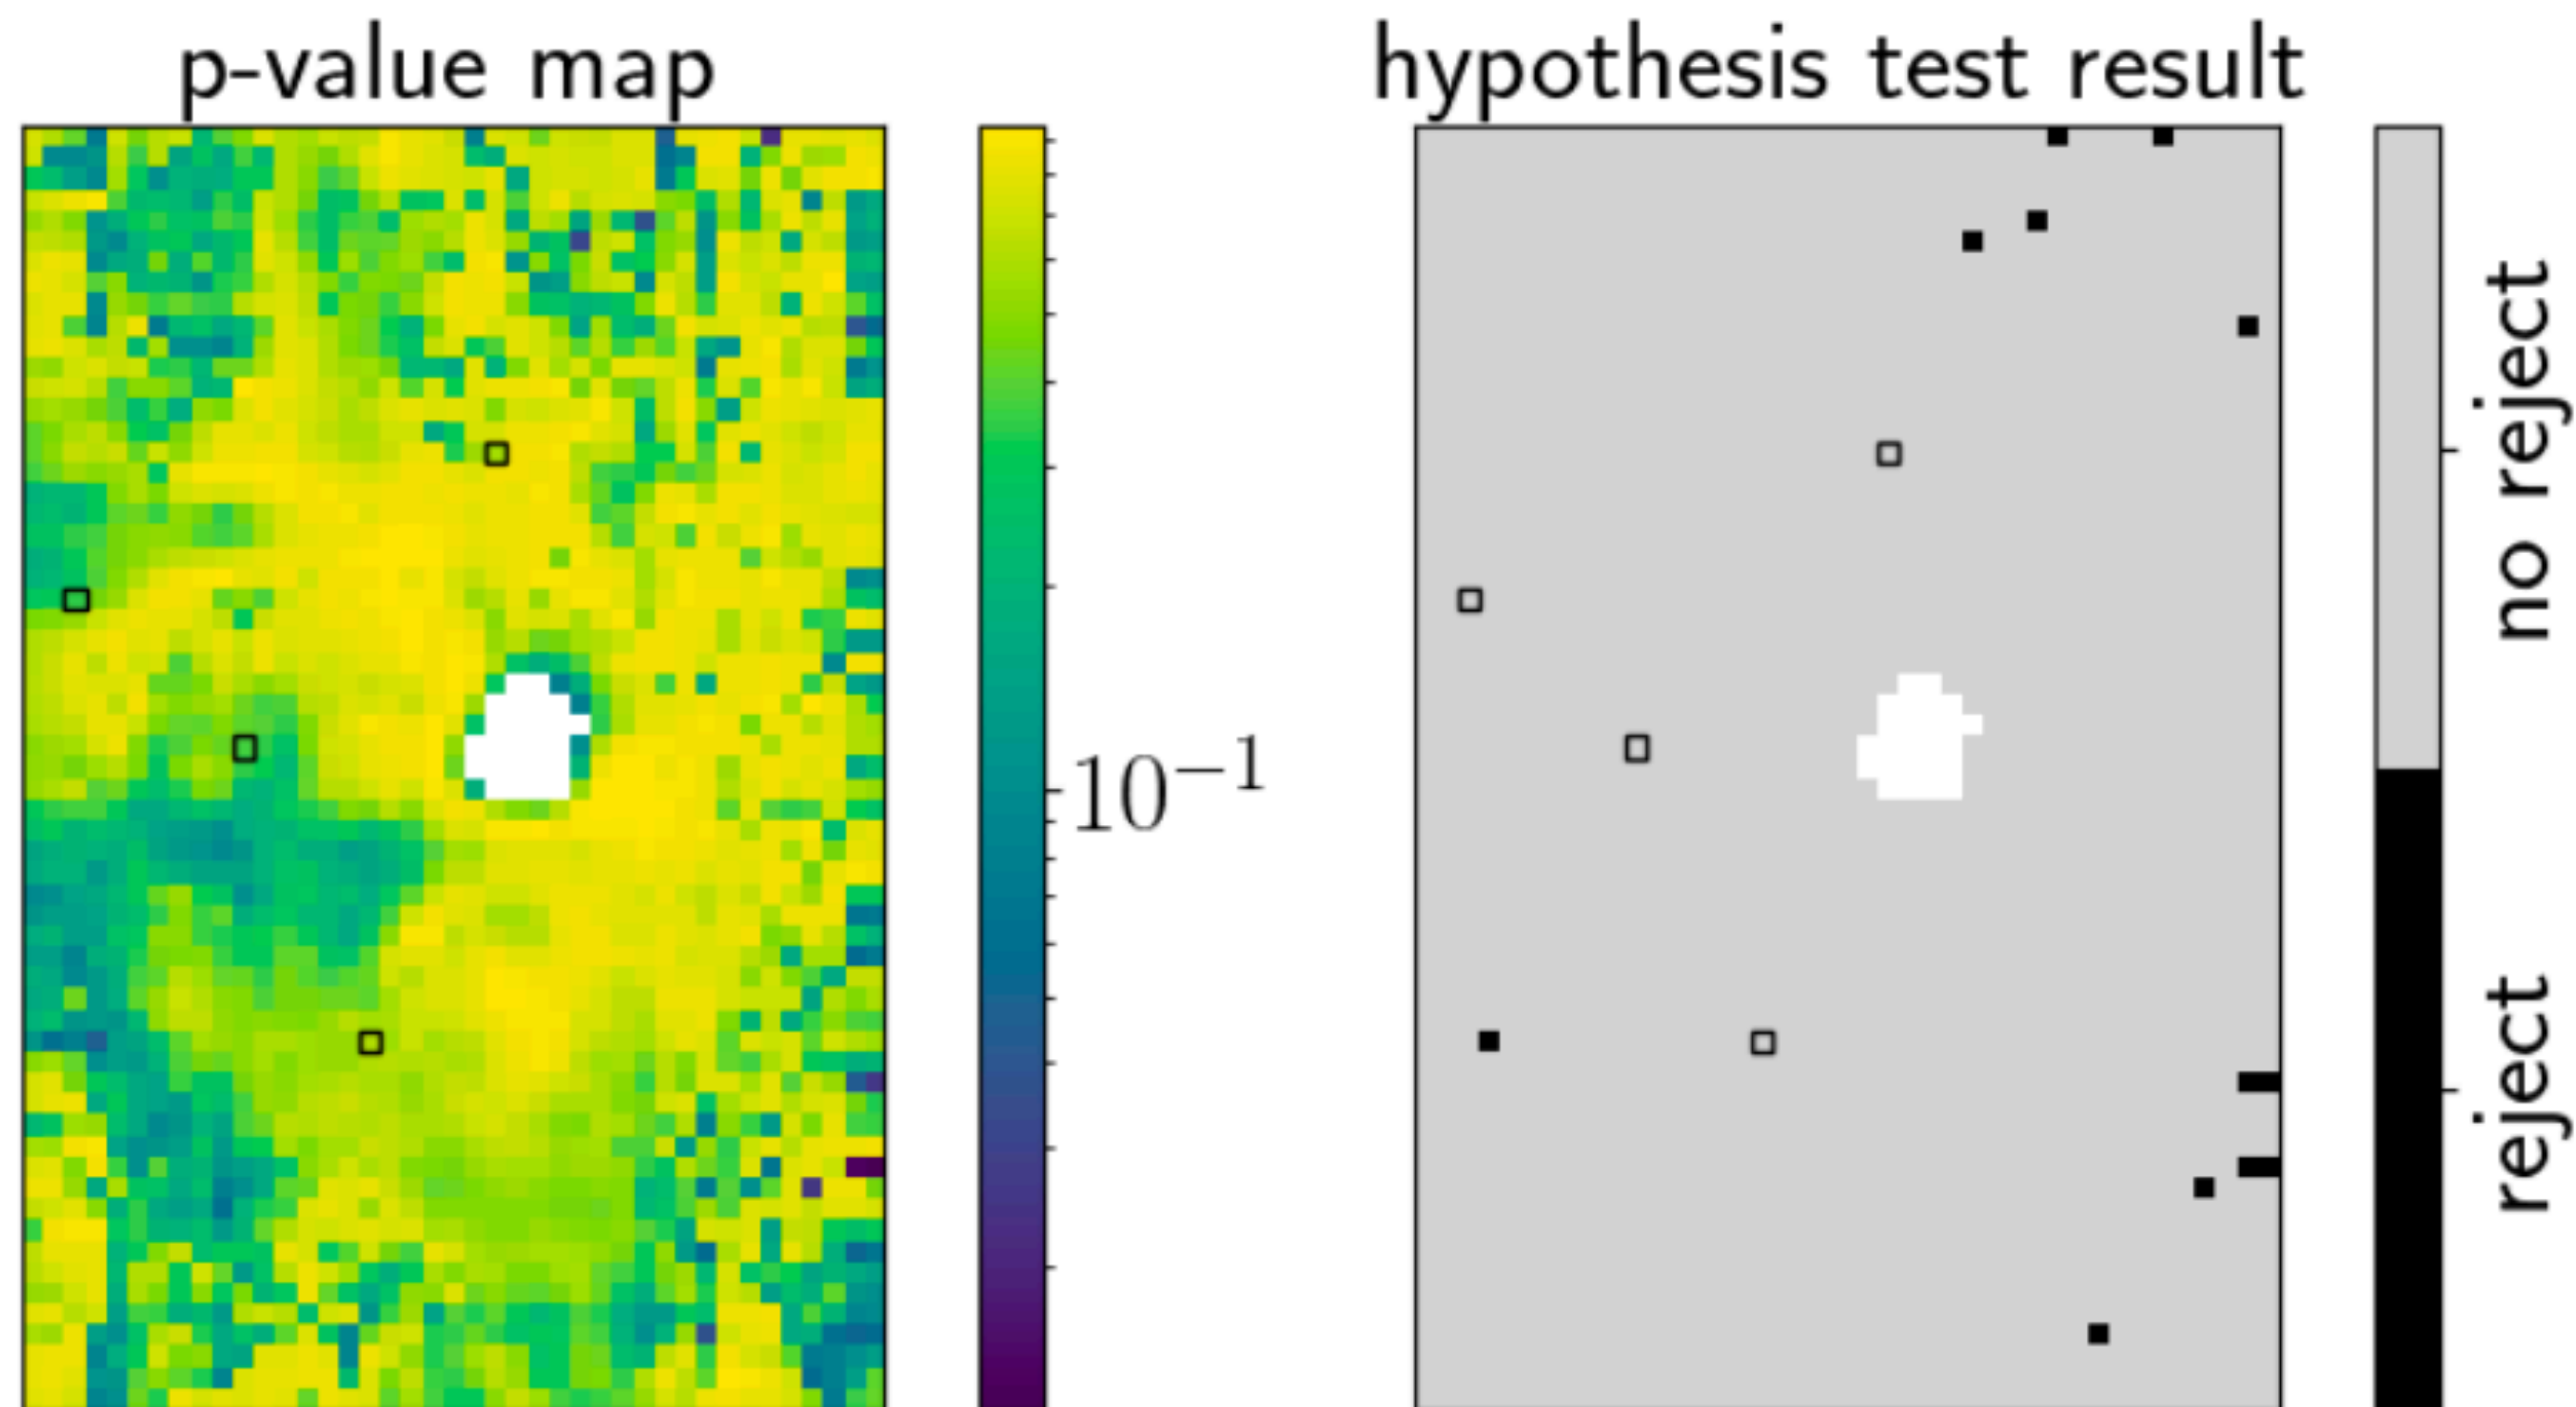 p-value map
hypothesis test result
10⁻¹
no reject
reject